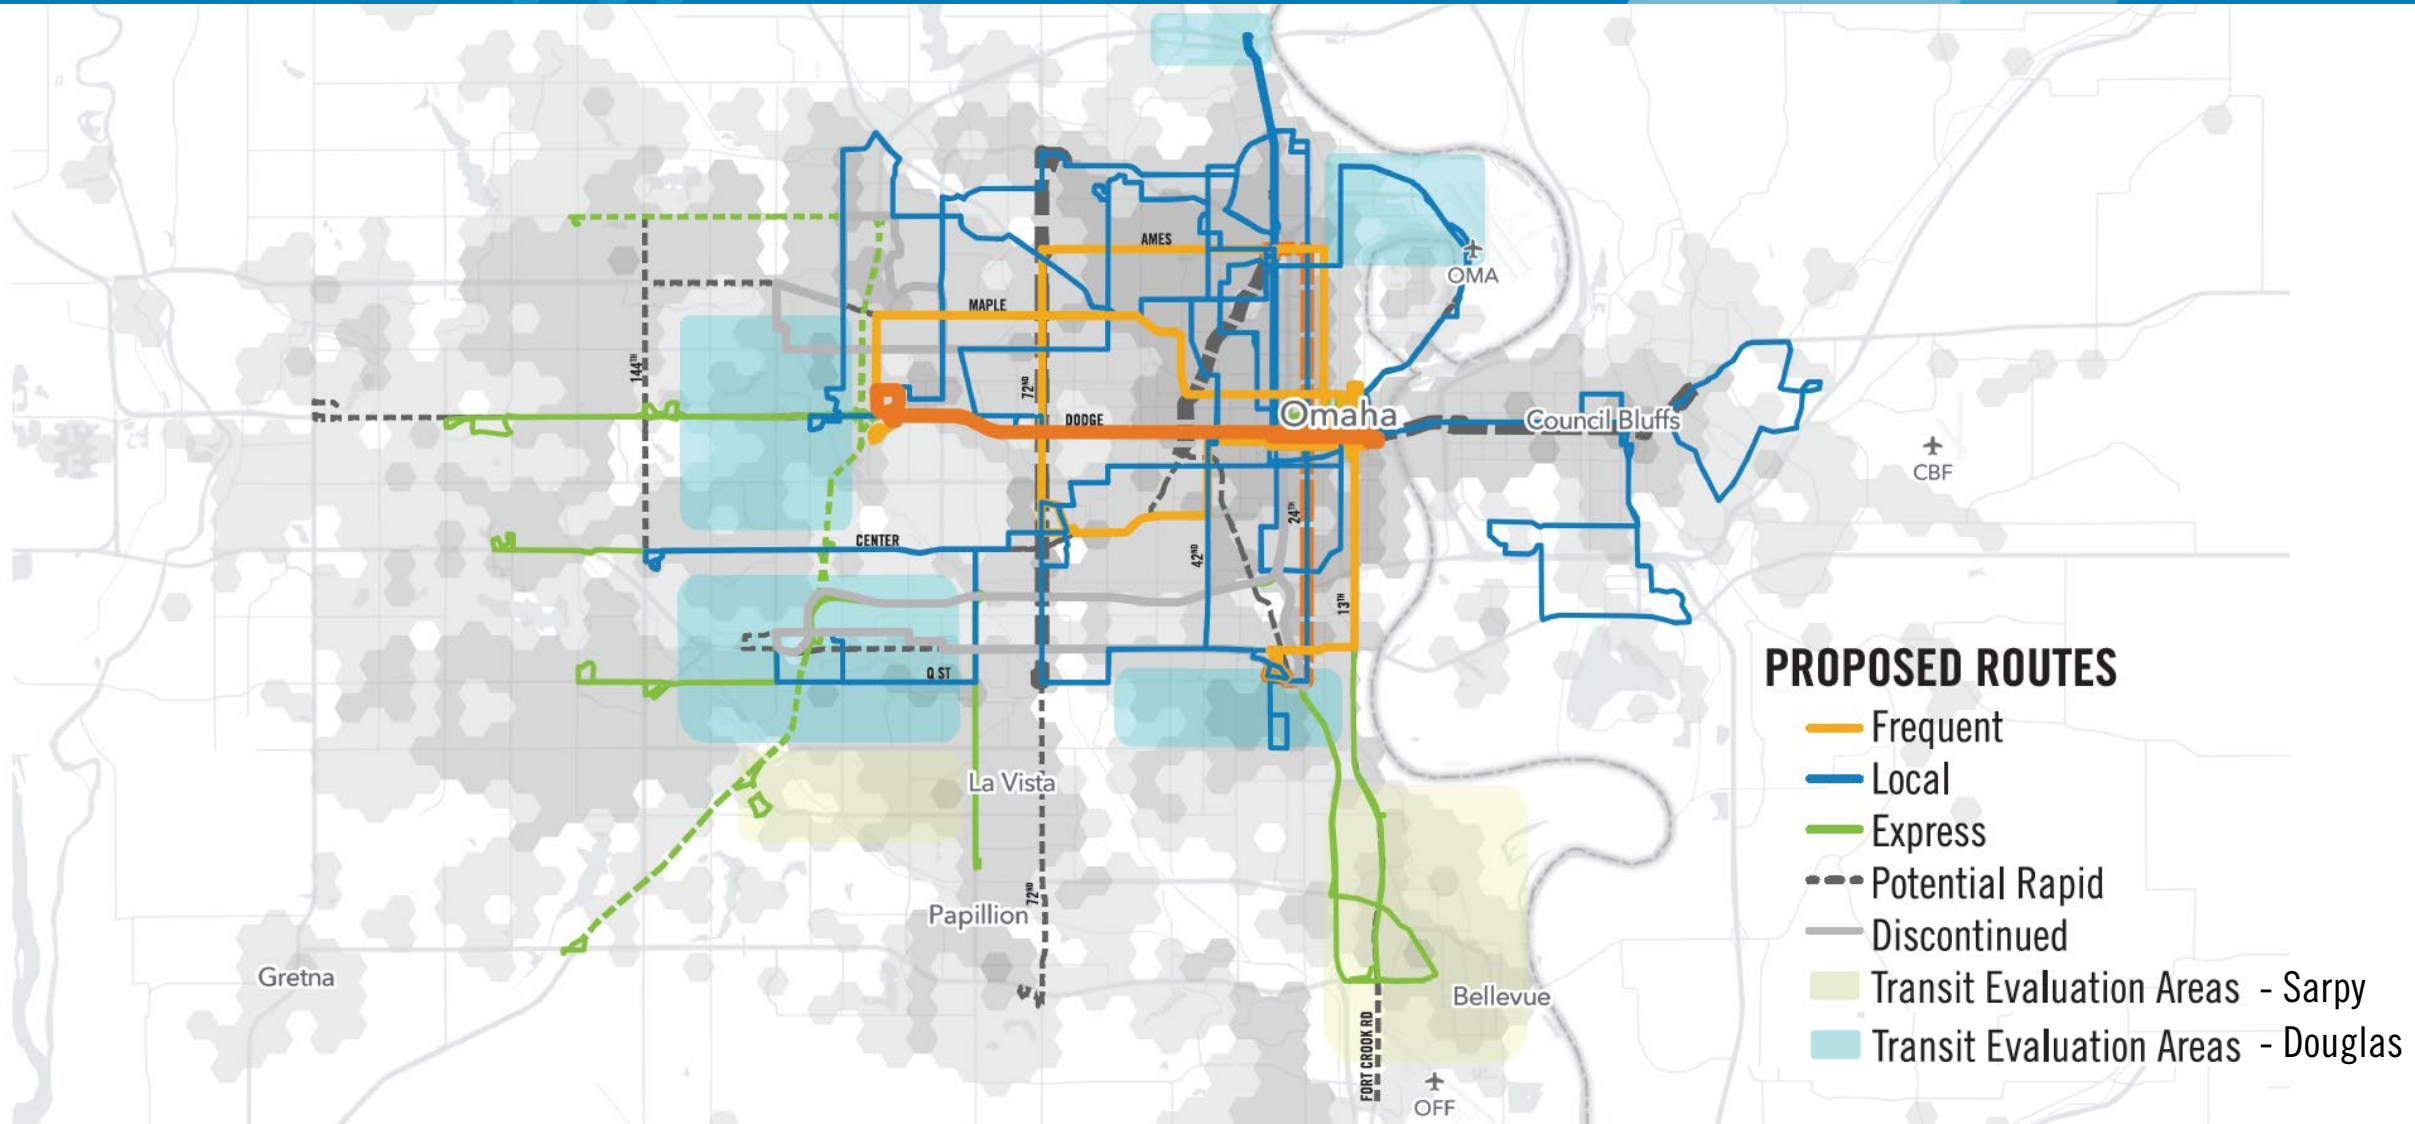 AMES
OMA
MAPLE
144TH
72ND
DODGE
Omaha
Council Bluffs
CBF
24TH
CENTER
42ND
13TH
Q ST
La Vista
72ND
Papillion
Gretna
Bellevue
FORT CROOK RD
OFF
PROPOSED ROUTES
Frequent
Local
Express
Potential Rapid
Discontinued
Transit Evaluation Areas - Sarpy
Transit Evaluation Areas - Douglas